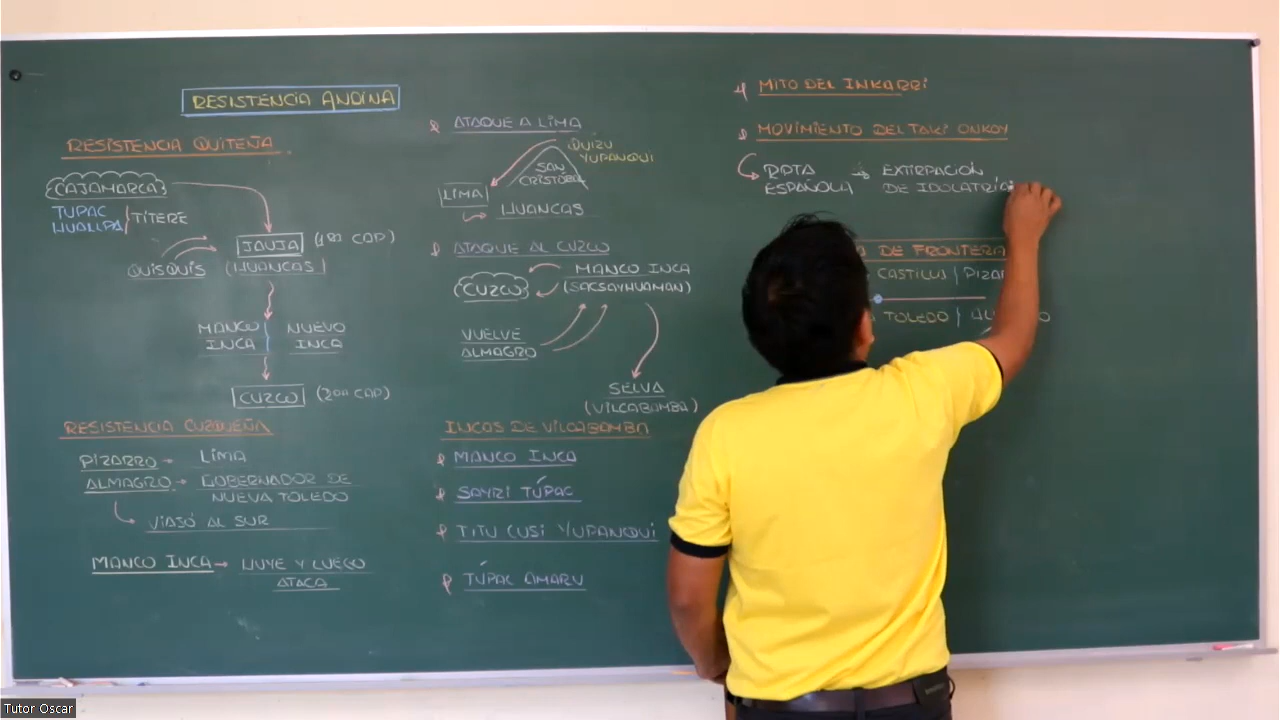 RESISTENCIA ANDINA
RESISTENCIA QUITEÑA
CAJAMARCA
TUPAC
HUALLPA / TÍTERE
QUISQUIS
JAUJA (1RA CAP)
(HUANCAS)
MANCO INCA | NUEVO INCA
CUZCO (2DA CAP)
RESISTENCIA CUZQUEÑA
PIZARRO → LIMA
ALMAGRO → GOBERNADOR DE
NUEVA TOLEDO
VIAJÓ AL SUR
MANCO INCA → HUYE Y LUEGO
ATACA
ATAQUE A LIMA
QUIZU
YUPANQUI
SAN
CRISTÓBAL
LIMA
HUANCAS
ATAQUE AL CUZCO
CUZCO
MANCO INCA
(SACSAYHUAMAN)
VUELVE
ALMAGRO
SELVA
(VILCABAMBA)
INCAS DE VILCABAMBA
MANCO INCA
SAYRI TÚPAC
TITU CUSI YUPANQUI
TÚPAC AMARU
MITO DEL INKARRI
MOVIMIENTO DEL TAKI ONKOY
RPTA → EXTIRPACIÓN
ESPAÑOLA DE IDOLATRÍA
DE FRONTERA
CASTILLA | PIZAR
TOLEDO |
Tutor Oscar